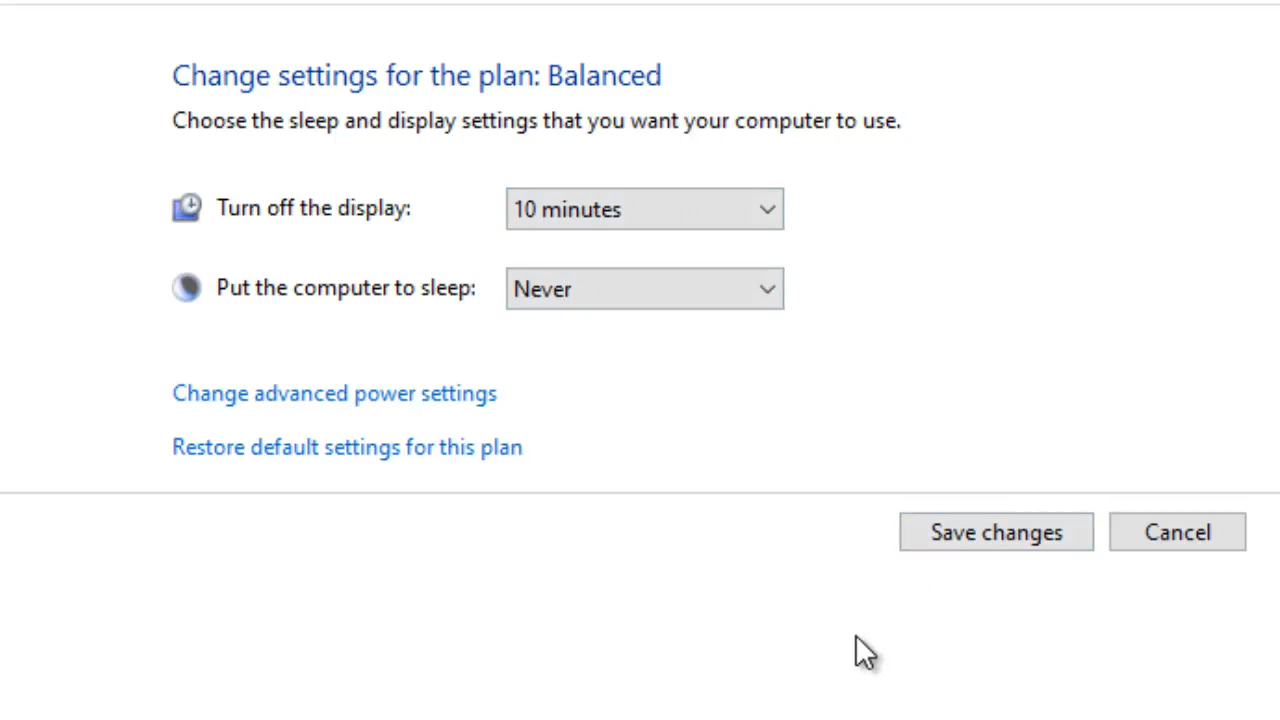 Change settings for the plan: Balanced
Choose the sleep and display settings that you want your computer to use.
Turn off the display: 10 minutes
Put the computer to sleep: Never
Change advanced power settings
Restore default settings for this plan
Save changes Cancel